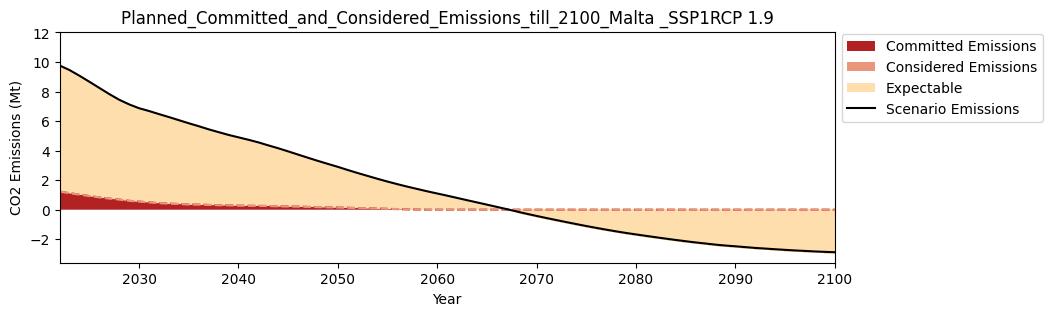 Planned_Committed_and_Considered_Emissions_till_2100_Malta _SSP1RCP 1.9
12
10
8
6
4
2
0
−2
CO2 Emissions (Mt)
2030 2040 2050 2060 2070 2080 2090 2100
Year
Committed Emissions
Considered Emissions
Expectable
Scenario Emissions